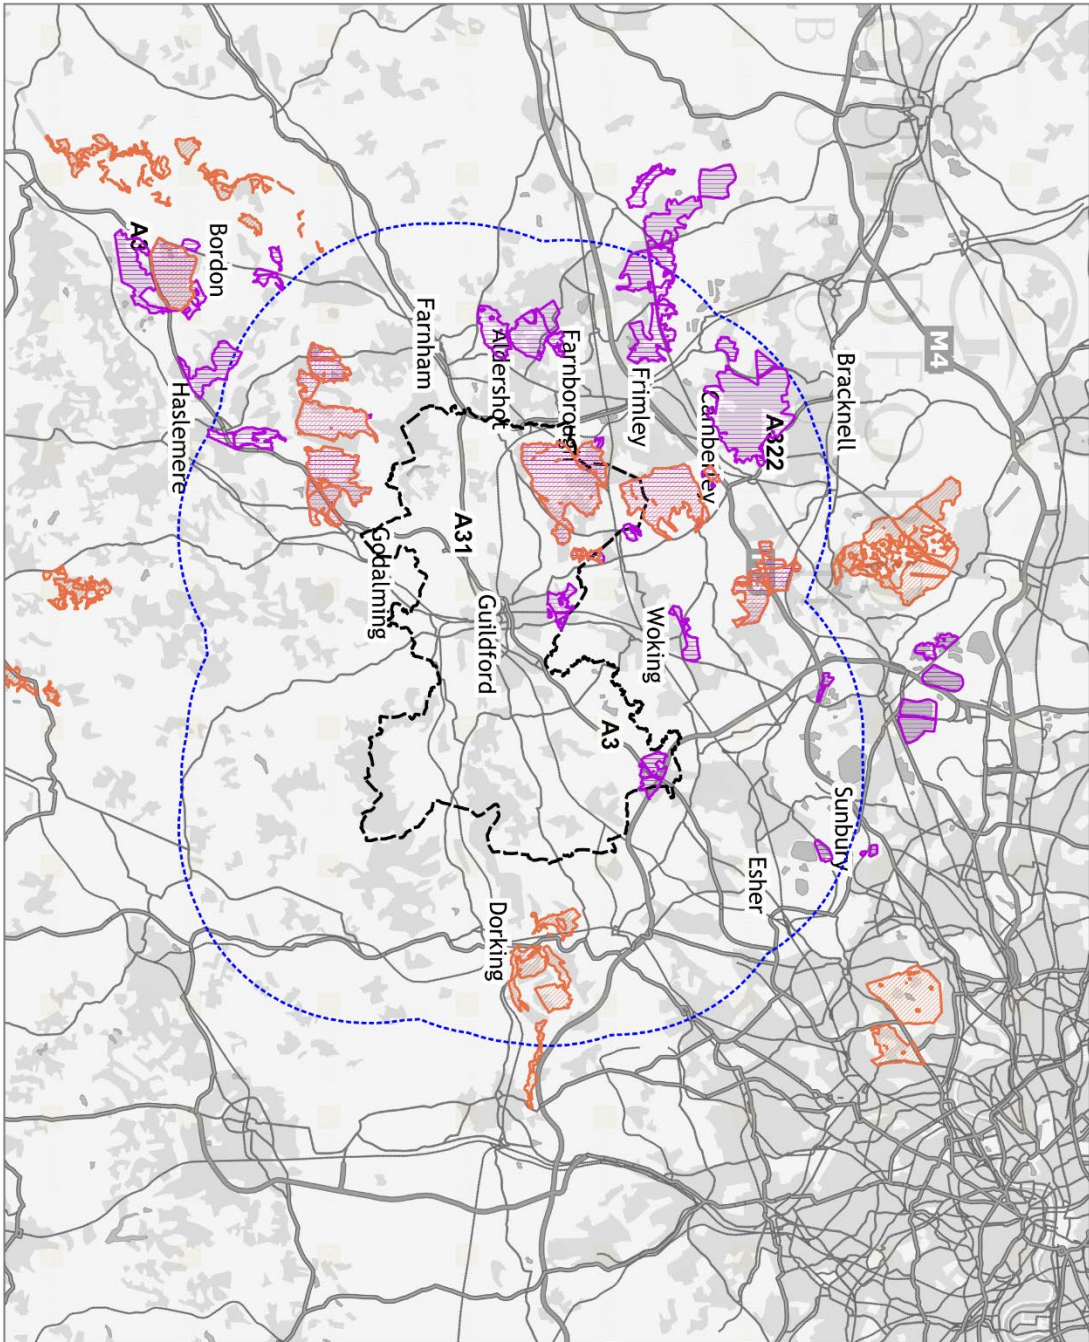 M4
Bracknell
Sunbury
A322
Esher
Camberley
Woking
Frimley
A3
Farnborough
Aldershot
Guildford
Dorking
A31
Farnham
Godalming
Bordon
Haslemere
A3